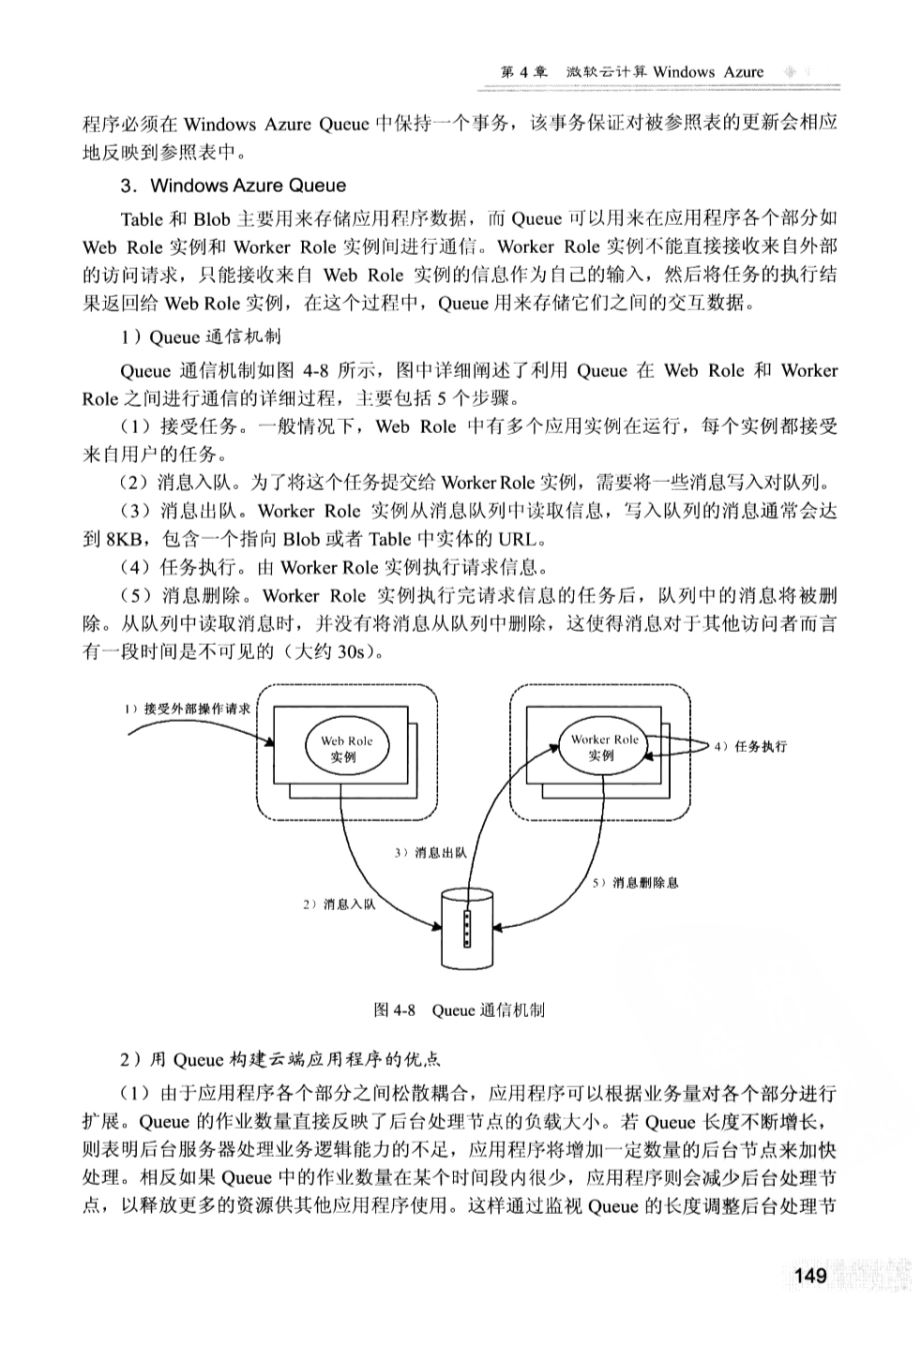 第 4 章 微软云计算 Windows Azure
程序必须在 Windows Azure Queue 中保持一个事务，该事务保证对被参照表的更新会相应
地反映到参照表中。
3．Windows Azure Queue
Table 和 Blob 主要用来存储应用程序数据，而 Queue 可以用来在应用程序各个部分如
Web Role 实例和 Worker Role 实例间进行通信。Worker Role 实例不能直接接收来自外部
的访问请求，只能接收来自 Web Role 实例的信息作为自己的输入，然后将任务的执行结
果返回给 Web Role 实例，在这个过程中，Queue 用来存储它们之间的交互数据。
1）Queue 通信机制
Queue 通信机制如图 4-8 所示，图中详细阐述了利用 Queue 在 Web Role 和 Worker
Role 之间进行通信的详细过程，主要包括 5 个步骤。
（1）接受任务。一般情况下，Web Role 中有多个应用实例在运行，每个实例都接受
来自用户的任务。
（2）消息入队。为了将这个任务提交给 Worker Role 实例，需要将一些消息写入对队列。
（3）消息出队。Worker Role 实例从消息队列中读取信息，写入队列的消息通常会达
到 8KB，包含一个指向 Blob 或者 Table 中实体的 URL。
（4）任务执行。由 Worker Role 实例执行请求信息。
（5）消息删除。Worker Role 实例执行完请求信息的任务后，队列中的消息将被删
除。从队列中读取消息时，并没有将消息从队列中删除，这使得消息对于其他访问者而言
有一段时间是不可见的（大约 30s）。
1）接受外部操作请求
Web Role
实例
Worker Role
实例
4）任务执行
3）消息出队
5）消息删除息
2）消息入队
图 4-8 Queue 通信机制
2）用 Queue 构建云端应用程序的优点
（1）由于应用程序各个部分之间松散耦合，应用程序可以根据业务量对各个部分进行
扩展。Queue 的作业数量直接反映了后台处理节点的负载大小。若 Queue 长度不断增长，
则表明后台服务器处理业务逻辑能力的不足，应用程序将增加一定数量的后台节点来加快
处理。相反如果 Queue 中的作业数量在某个时间段内很少，应用程序则会减少后台处理节
点，以释放更多的资源供其他应用程序使用。这样通过监视 Queue 的长度调整后台处理节
149